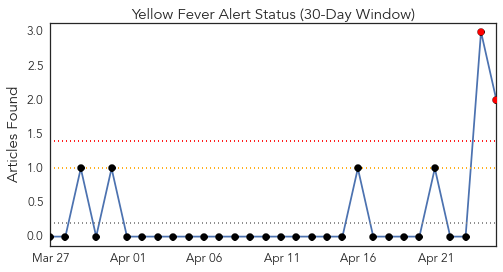 Yellow Fever Alert Status (30-Day Window)
Articles Found
3.0
2.5
2.0
1.5
1.0
0.5
0.0
Mar 27 Apr 01 Apr 06 Apr 11 Apr 16 Apr 21